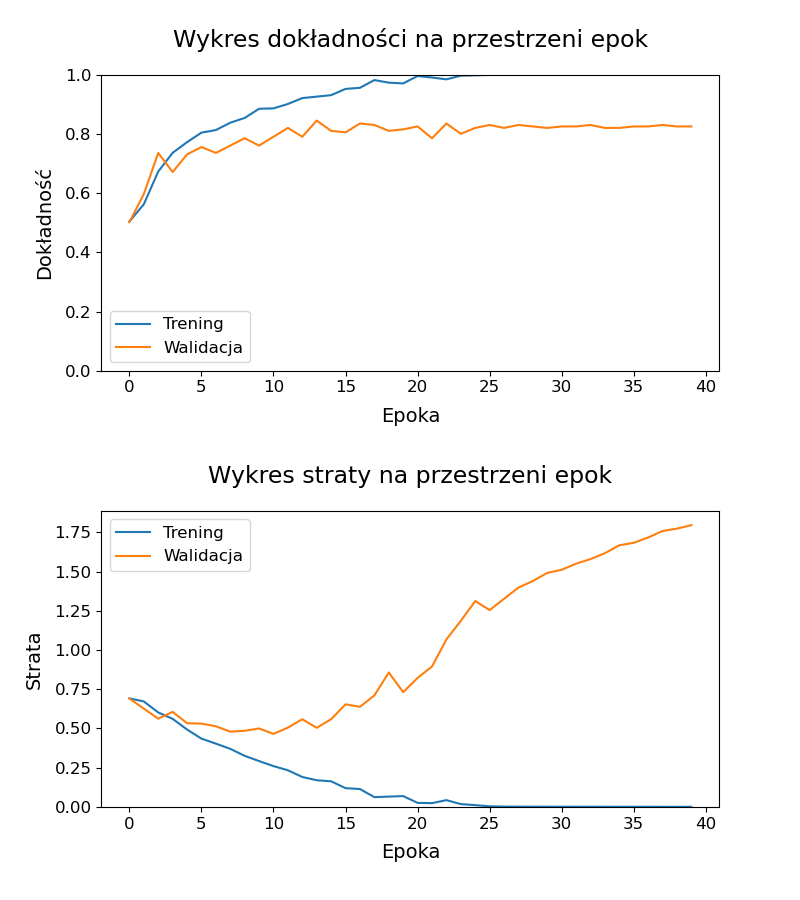 Wykres dokładności na przestrzeni epok
1.0
0.8
0.6
0.4
0.2
0.0
Dokładność
Trening
Walidacja
0 5 10 15 20 25 30 35 40
Epoka
Wykres straty na przestrzeni epok
1.75
1.50
1.25
1.00
0.75
0.50
0.25
0.00
Strata
Trening
Walidacja
0 5 10 15 20 25 30 35 40
Epoka